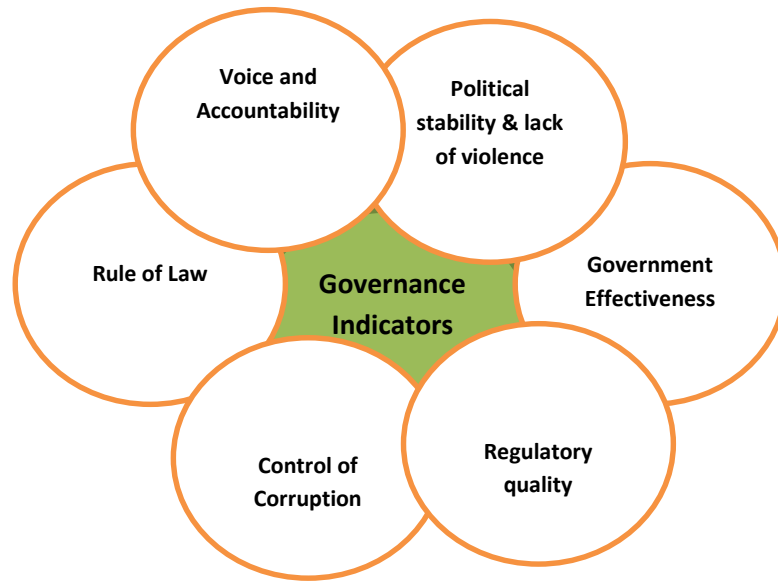 Voice and
Accountability
Political
stability & lack
of violence
Rule of Law
Governance
Indicators
Government
Effectiveness
Control of
Corruption
Regulatory
quality